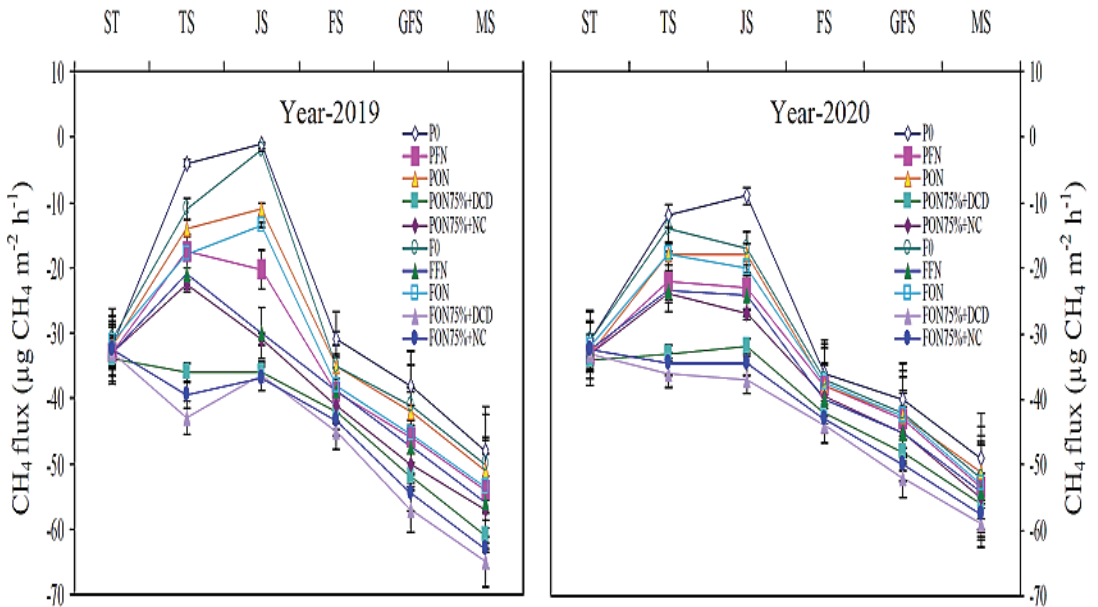 ST TS JS FS GFS MS ST TS JS FS GFS MS
10 10
Year-2019 Year-2020
0 P0 P0 0
PFN PFN
-10 PON PON -10
PON75%+DCD PON75%+DCD
PON75%+NC PON75%+NC
-20 F0 F0 -20
FFN FFN
FON FON
-30 FON75%+DCD FON75%+DCD -30
FON75%+NC FON75%+NC
-40 -40
-50 -50
-60 -60
-70 -70
CH₄ flux (µg CH₄ m⁻² h⁻¹)
CH₄ flux (µg CH₄ m⁻² h⁻¹)